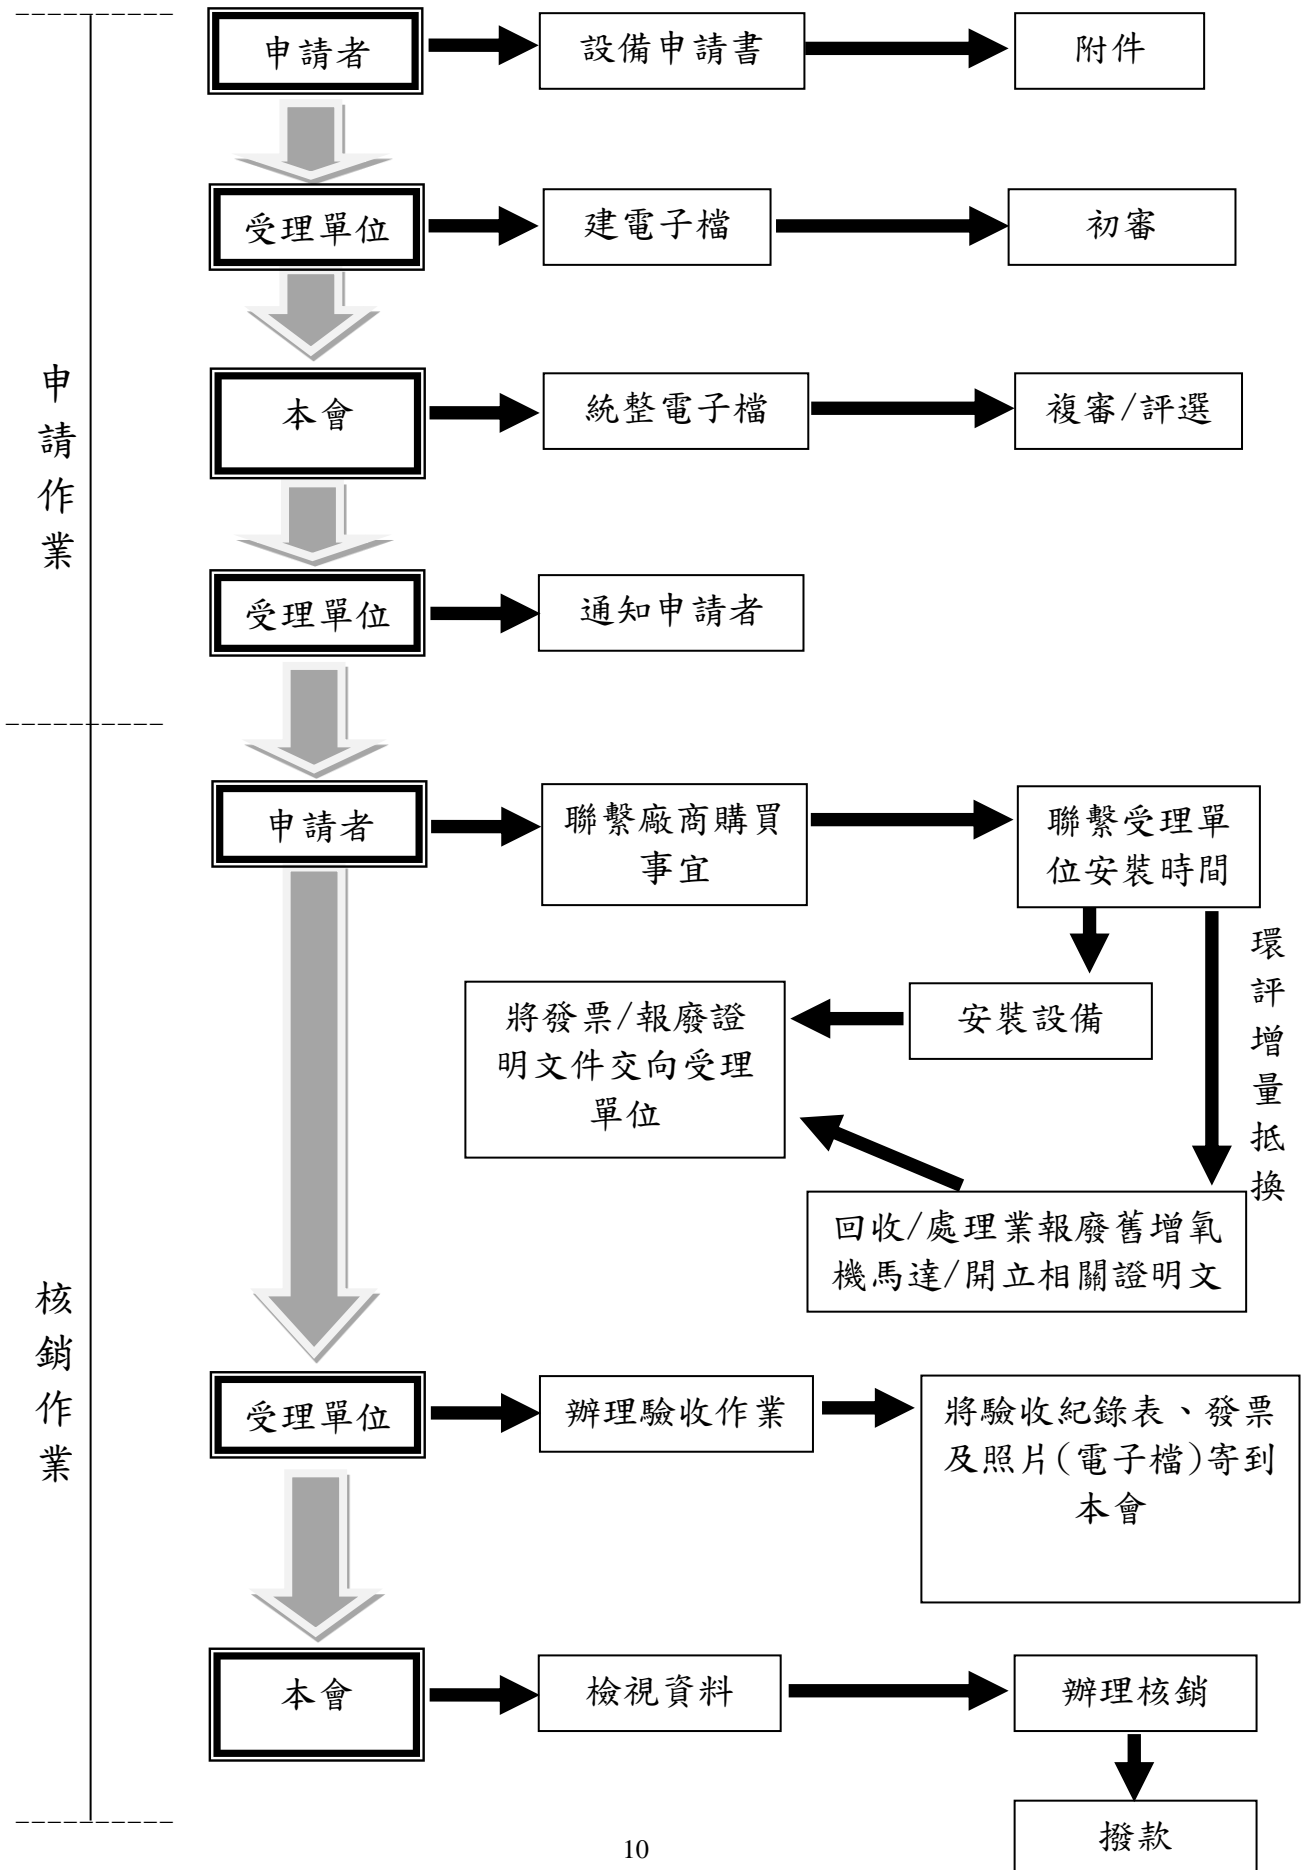 申請者
設備申請書
附件
受理單位
建電子檔
初審
申請作業
本會
統整電子檔
複審/評選
受理單位
通知申請者
申請者
聯繫廠商購買
事宜
聯繫受理單
位安裝時間
環評增量抵換
將發票/報廢證
明文件交向受理
單位
安裝設備
回收/處理業報廢舊增氧
機馬達/開立相關證明文
核銷作業
受理單位
辦理驗收作業
將驗收紀錄表、發票
及照片(電子檔)寄到
本會
本會
檢視資料
辦理核銷
撥款
10